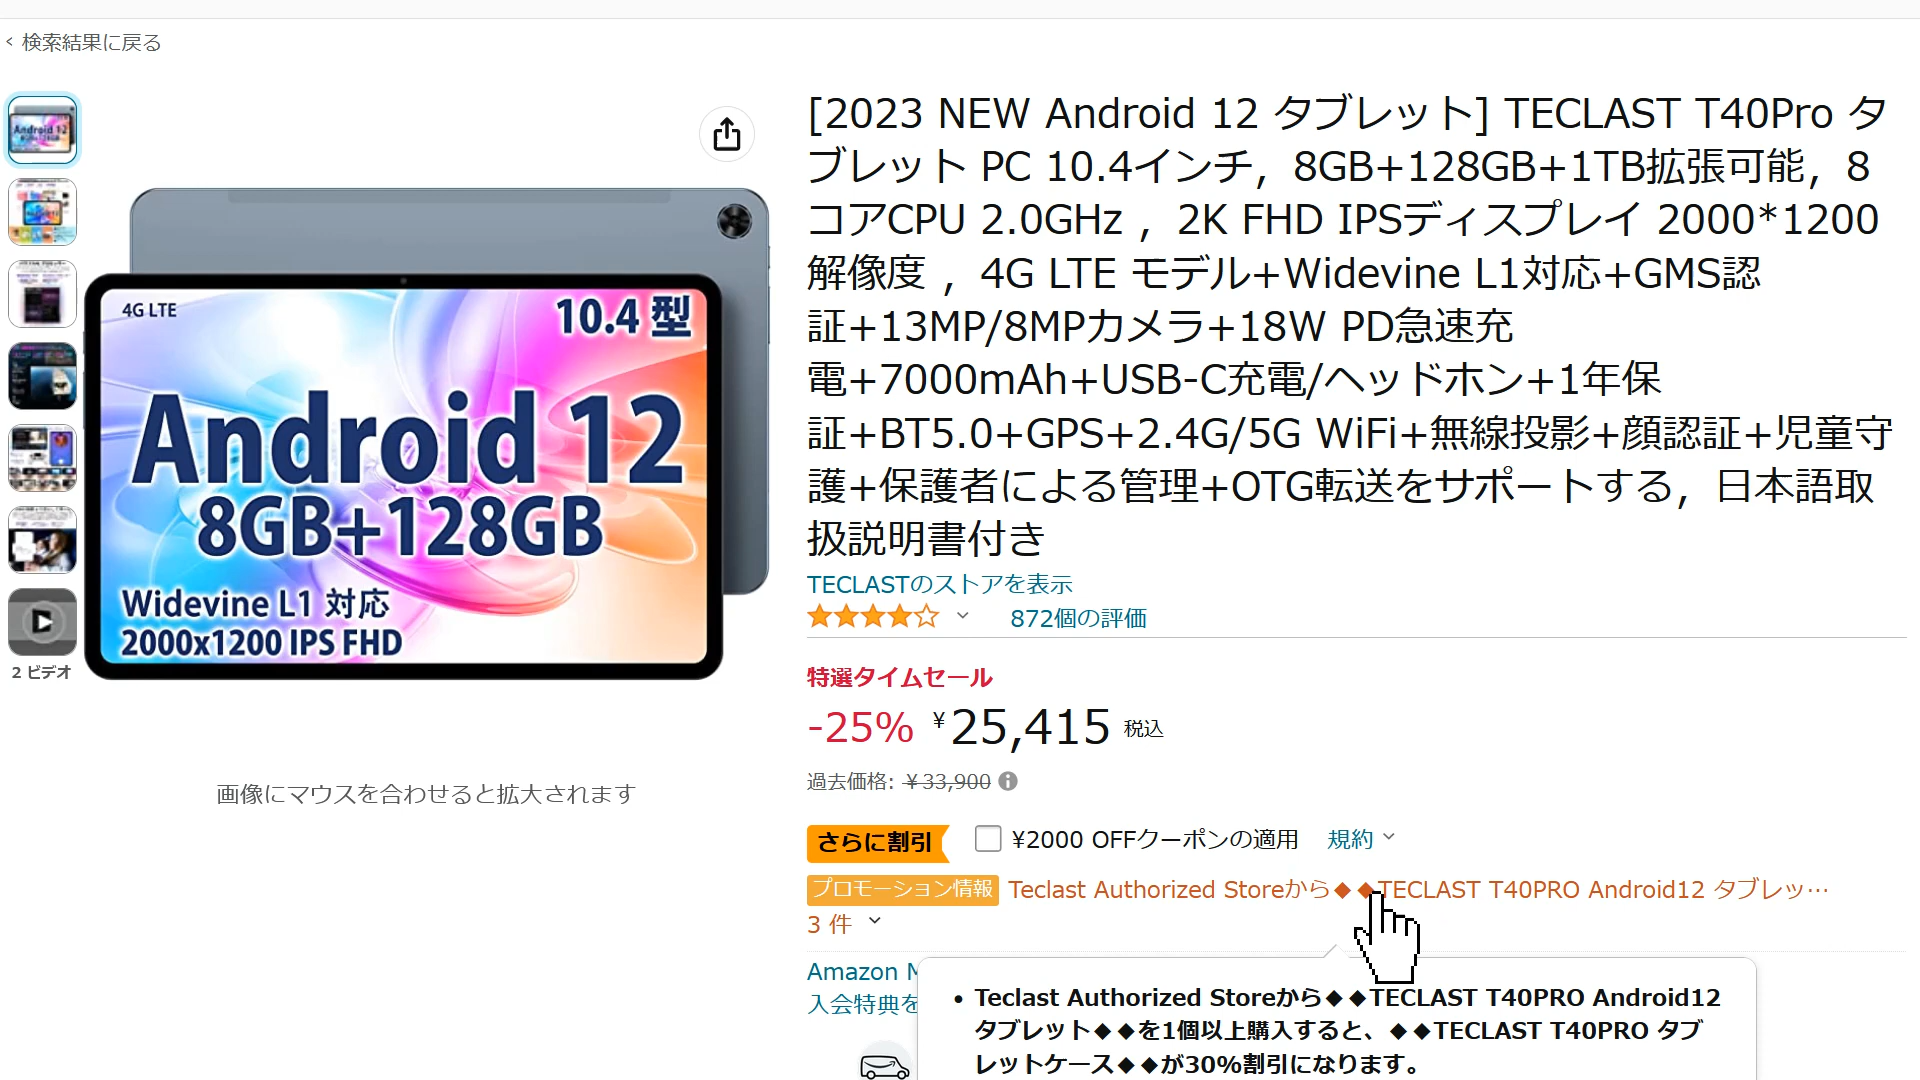 ‹ 検索結果に戻る
[2023 NEW Android 12 タブレット] TECLAST T40Pro タ
ブレット PC 10.4インチ，8GB+128GB+1TB拡張可能，8
コアCPU 2.0GHz ，2K FHD IPSディスプレイ 2000*1200
解像度 ，4G LTE モデル+Widevine L1対応+GMS認
証+13MP/8MPカメラ+18W PD急速充
電+7000mAh+USB-C充電/ヘッドホン+1年保
証+BT5.0+GPS+2.4G/5G WiFi+無線投影+顔認証+児童守
護+保護者による管理+OTG転送をサポートする，日本語取
扱説明書付き
TECLASTのストアを表示
872個の評価
特選タイムセール
-25% ¥25,415 税込
過去価格: ¥33,900
さらに割引 ¥2000 OFFクーポンの適用 規約
プロモーション情報 Teclast Authorized Storeから◆◆TECLAST T40PRO Android12 タブレッ…
3 件
Amazon M
入会特典を
• Teclast Authorized Storeから◆◆TECLAST T40PRO Android12
タブレット◆◆を1個以上購入すると、◆◆TECLAST T40PRO タブ
レットケース◆◆が30%割引になります。
4G LTE
10.4 型
Android 12
8GB+128GB
Widevine L1 対応
2000x1200 IPS FHD
Android 12
2 ビデオ
画像にマウスを合わせると拡大されます